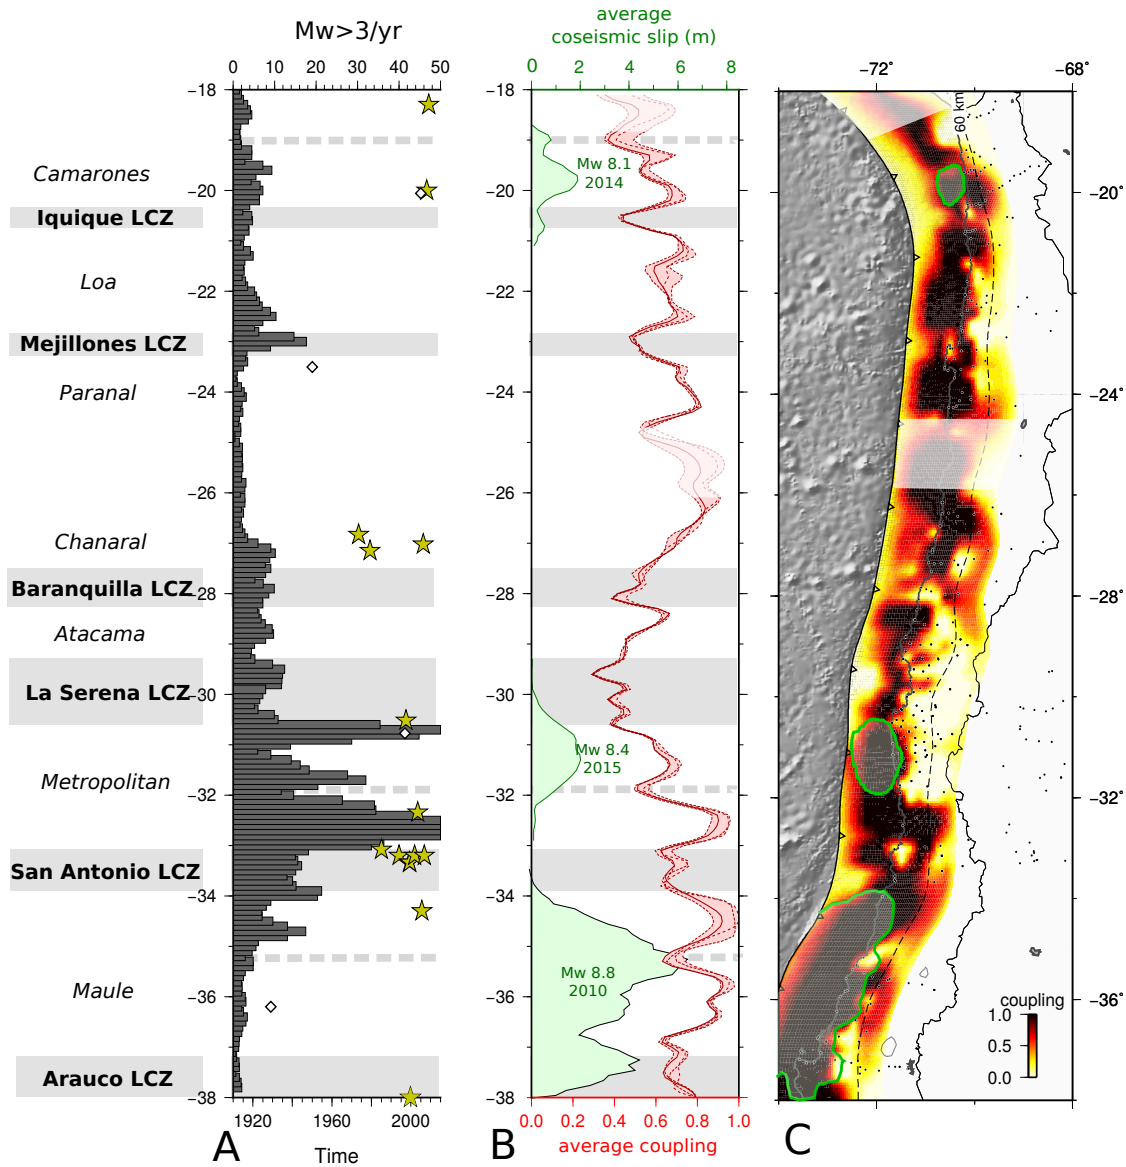 Mw>3/yr
0 10 20 30 40 50
average
coseismic slip (m)
0 2 4 6 8
−72° −68°
−18
−20
−22
−24
−26
−28
−30
−32
−34
−36
−38
Camarones
Iquique LCZ
Loa
Mejillones LCZ
Paranal
Chanaral
Baranquilla LCZ
Atacama
La Serena LCZ
Metropolitan
San Antonio LCZ
Maule
Arauco LCZ
1920 1960 2000
Time
A
−18
−20
−22
−24
−26
−28
−30
−32
−34
−36
−38
Mw 8.1
2014
Mw 8.4
2015
Mw 8.8
2010
0.0 0.2 0.4 0.6 0.8 1.0
average coupling
B
60 km
−20°
−24°
−28°
−32°
−36°
coupling
1.0
0.5
0.0
C